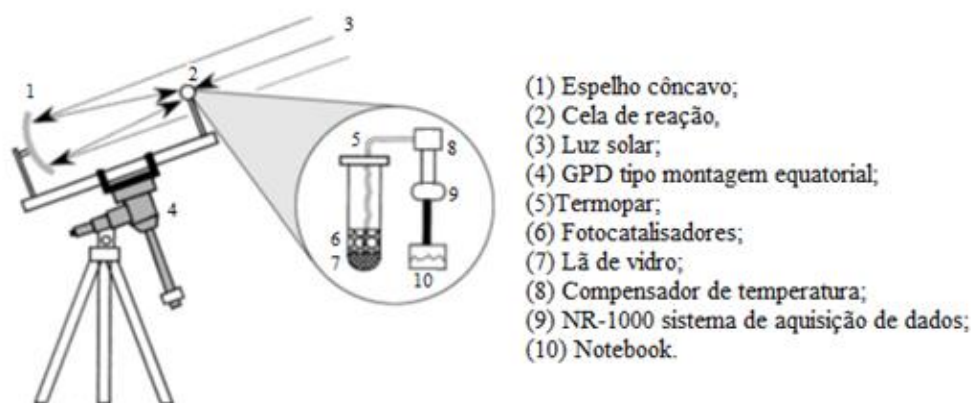 3
2
1
5
8
9
4
6
7
10
(1) Espelho côncavo;
(2) Cela de reação,
(3) Luz solar;
(4) GPD tipo montagem equatorial;
(5)Termopar;
(6) Fotocatalisadores;
(7) Lã de vidro;
(8) Compensador de temperatura;
(9) NR-1000 sistema de aquisição de dados;
(10) Notebook.